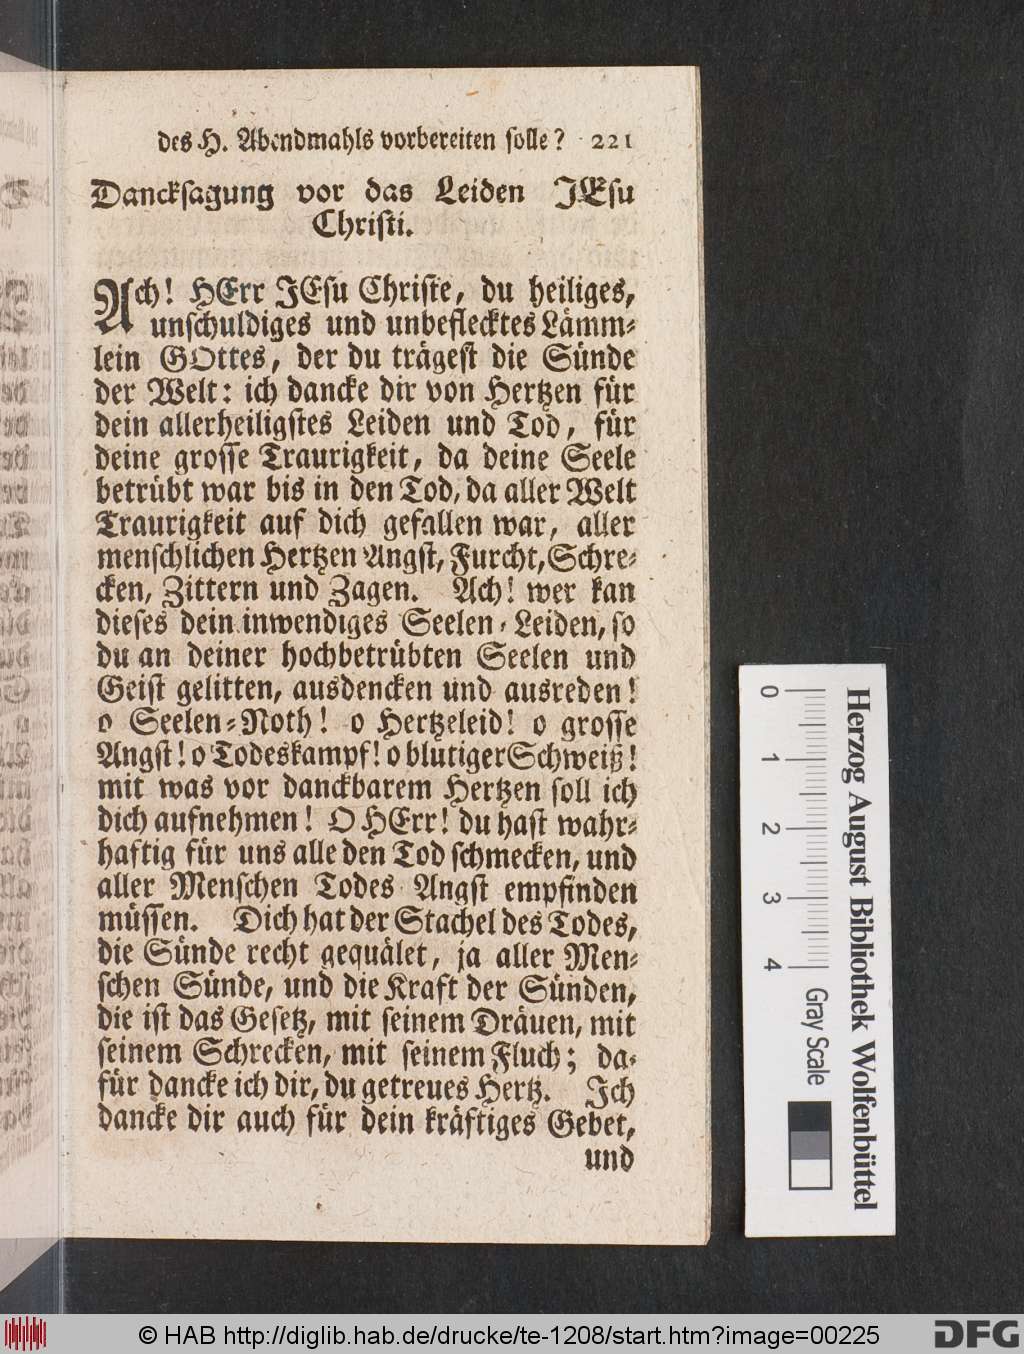 des H. Abendmahls vorbereiten solle? 221
Dancksagung vor das Leiden JEsu
Christi.
Ach! HErr JEsu Christe, du heiliges,
unschuldiges und unbeflecktes Lämm-
lein GOttes, der du trägest die Sünde
der Welt: ich dancke dir von Hertzen für
dein allerheiligstes Leiden und Tod, für
deine grosse Traurigkeit, da deine Seele
betrübt war bis in den Tod, da aller Welt
Traurigkeit auf dich gefallen war, aller
menschlichen Hertzen Angst, Furcht, Schre-
cken, Zittern und Zagen. Ach! wer kan
dieses dein inwendiges Seelen-Leiden, so
du an deiner hochbetrübten Seelen und
Geist gelitten, ausdencken und ausreden!
o Seelen-Noth! o Hertzeleid! o grosse
Angst! o Todeskampf! o blutiger Schweiß!
mit was vor danckbarem Hertzen soll ich
dich aufnehmen! O HErr! du hast wahr-
haftig für uns alle den Tod schmecken, und
aller Menschen Todes Angst empfinden
müssen. Dich hat der Stachel des Todes,
die Sünde recht gequälet, ja aller Men-
schen Sünde, und die Kraft der Sünden,
die ist das Gesetz, mit seinem Dräuen, mit
seinem Schrecken, mit seinem Fluch; da-
für dancke ich dir, du getreues Hertz. Ich
dancke dir auch für dein kräftiges Gebet,
und
0 1 2 3 4 Gray Scale
Herzog August Bibliothek Wolfenbüttel
© HAB http://diglib.hab.de/drucke/te-1208/start.htm?image=00225
DFG